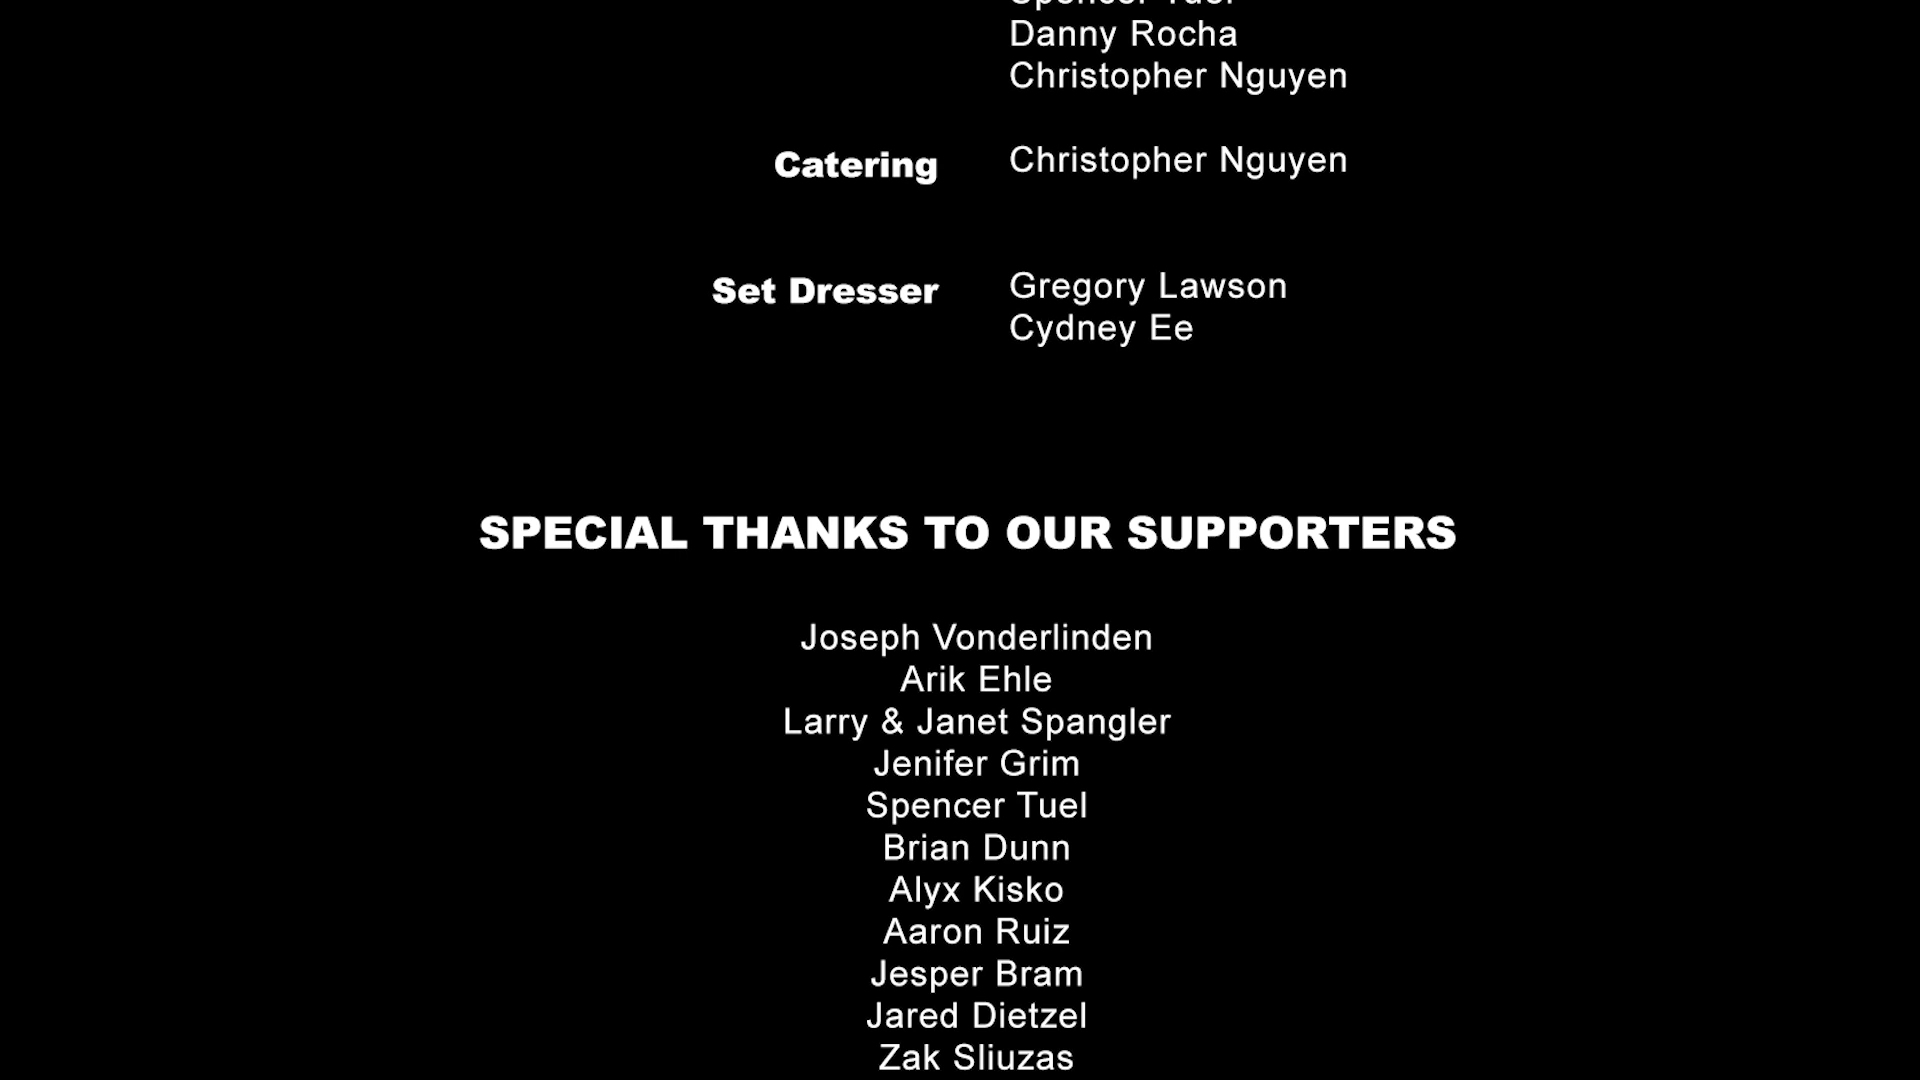 Spencer Tuel
Danny Rocha
Christopher Nguyen
Catering Christopher Nguyen
Set Dresser Gregory Lawson
Cydney Ee
SPECIAL THANKS TO OUR SUPPORTERS
Joseph Vonderlinden
Arik Ehle
Larry & Janet Spangler
Jenifer Grim
Spencer Tuel
Brian Dunn
Alyx Kisko
Aaron Ruiz
Jesper Bram
Jared Dietzel
Zak Sliuzas